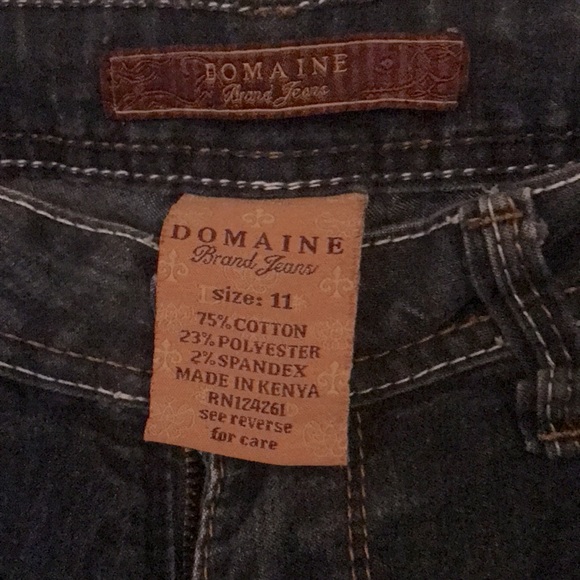 DOMAINE
Brand Jeans
DOMAINE
Brand Jeans
size: 11
75% COTTON
23% POLYESTER
2% SPANDEX
MADE IN KENYA
RN124261
see reverse
for care